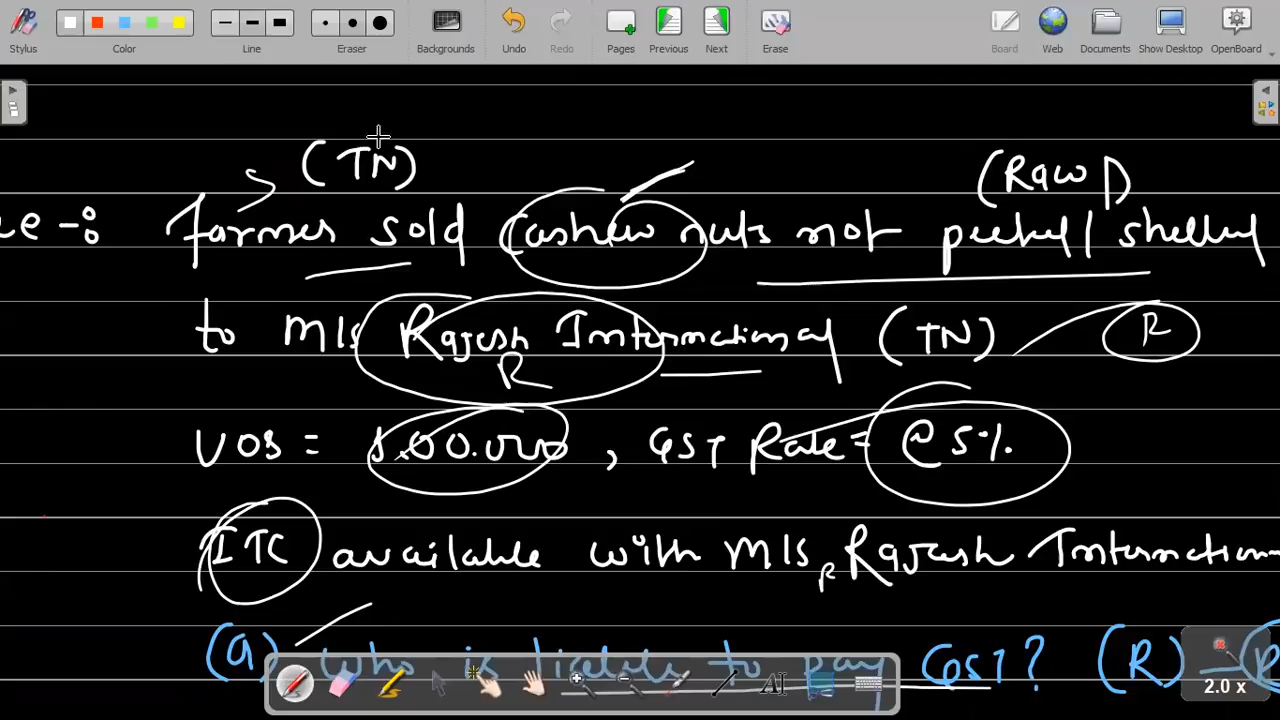 Stylus Color Line Eraser Backgrounds Undo Redo Pages Previous Next Erase Board Web Documents Show Desktop OpenBoard
(TN) (Raw)
e -: farmer sold Cashew nuts not peeled/ shelled
to M/s Rajesh International (TN) R
R
VOS = 1,00,000, GST Rate = @ 5%
ITC available with M/s Rajesh Internation
R
(a) who is liable to pay GST? (R) -
2.0 x